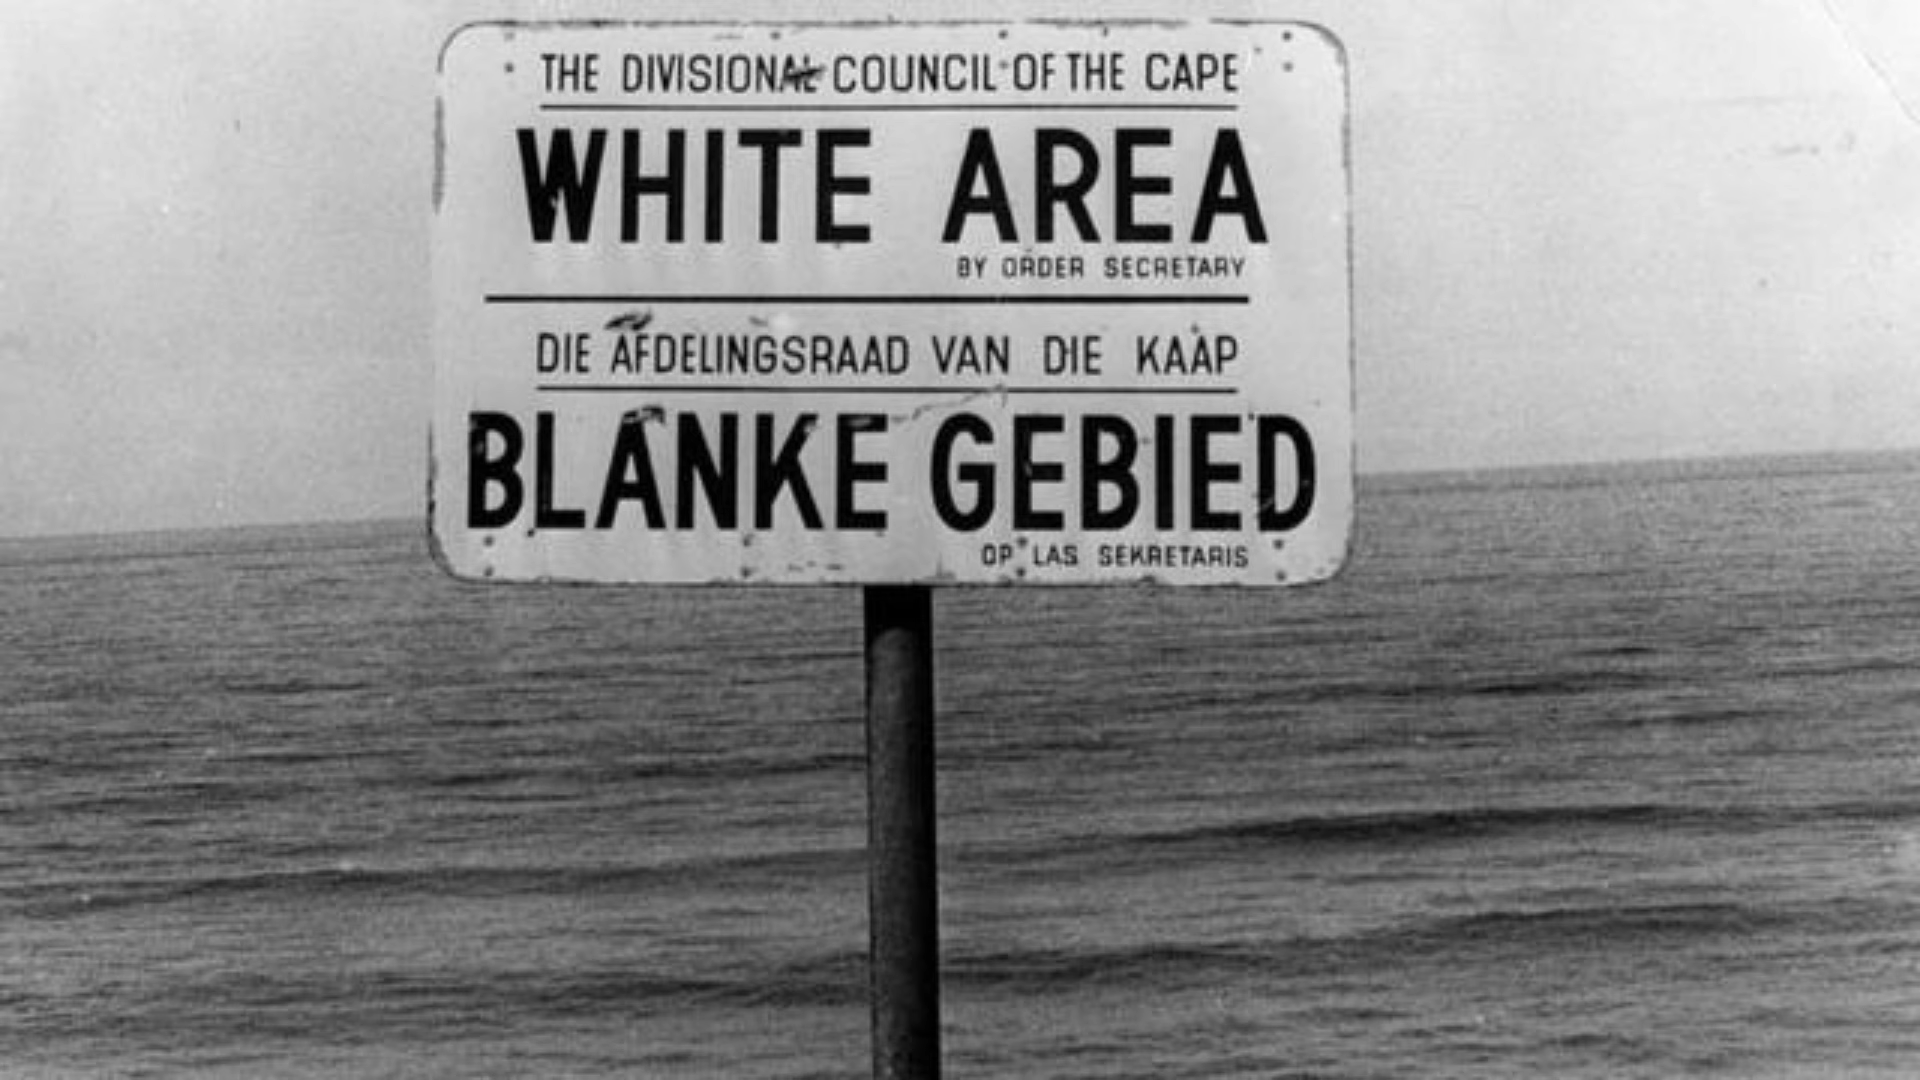 THE DIVISIONAL COUNCIL OF THE CAPE
WHITE AREA
BY ORDER SECRETARY
DIE AFDELINGSRAAD VAN DIE KAAP
BLANKE GEBIED
OP LAS SEKRETARIS